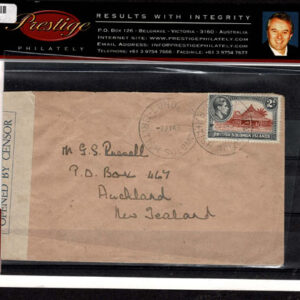 Prestige
PHILATELY
RESULTS WITH INTEGRITY
P.O. BOX 126 - BELGRAVE - VICTORIA - 3160 - AUSTRALIA
INTERNET SITE: WWW.PRESTIGEPHILATELY.COM
EMAIL ADDRESS: INFO@PRESTIGEPHILATELY.COM
TELEPHONE: +61 3 9754 7666 - FACSIMILE: +61 3 9754 7677
OPENED BY CENSOR
2d
BRITISH SOLOMON ISLANDS
Mr G.S. Russell
P.O. Box 467
Auckland
New Zealand